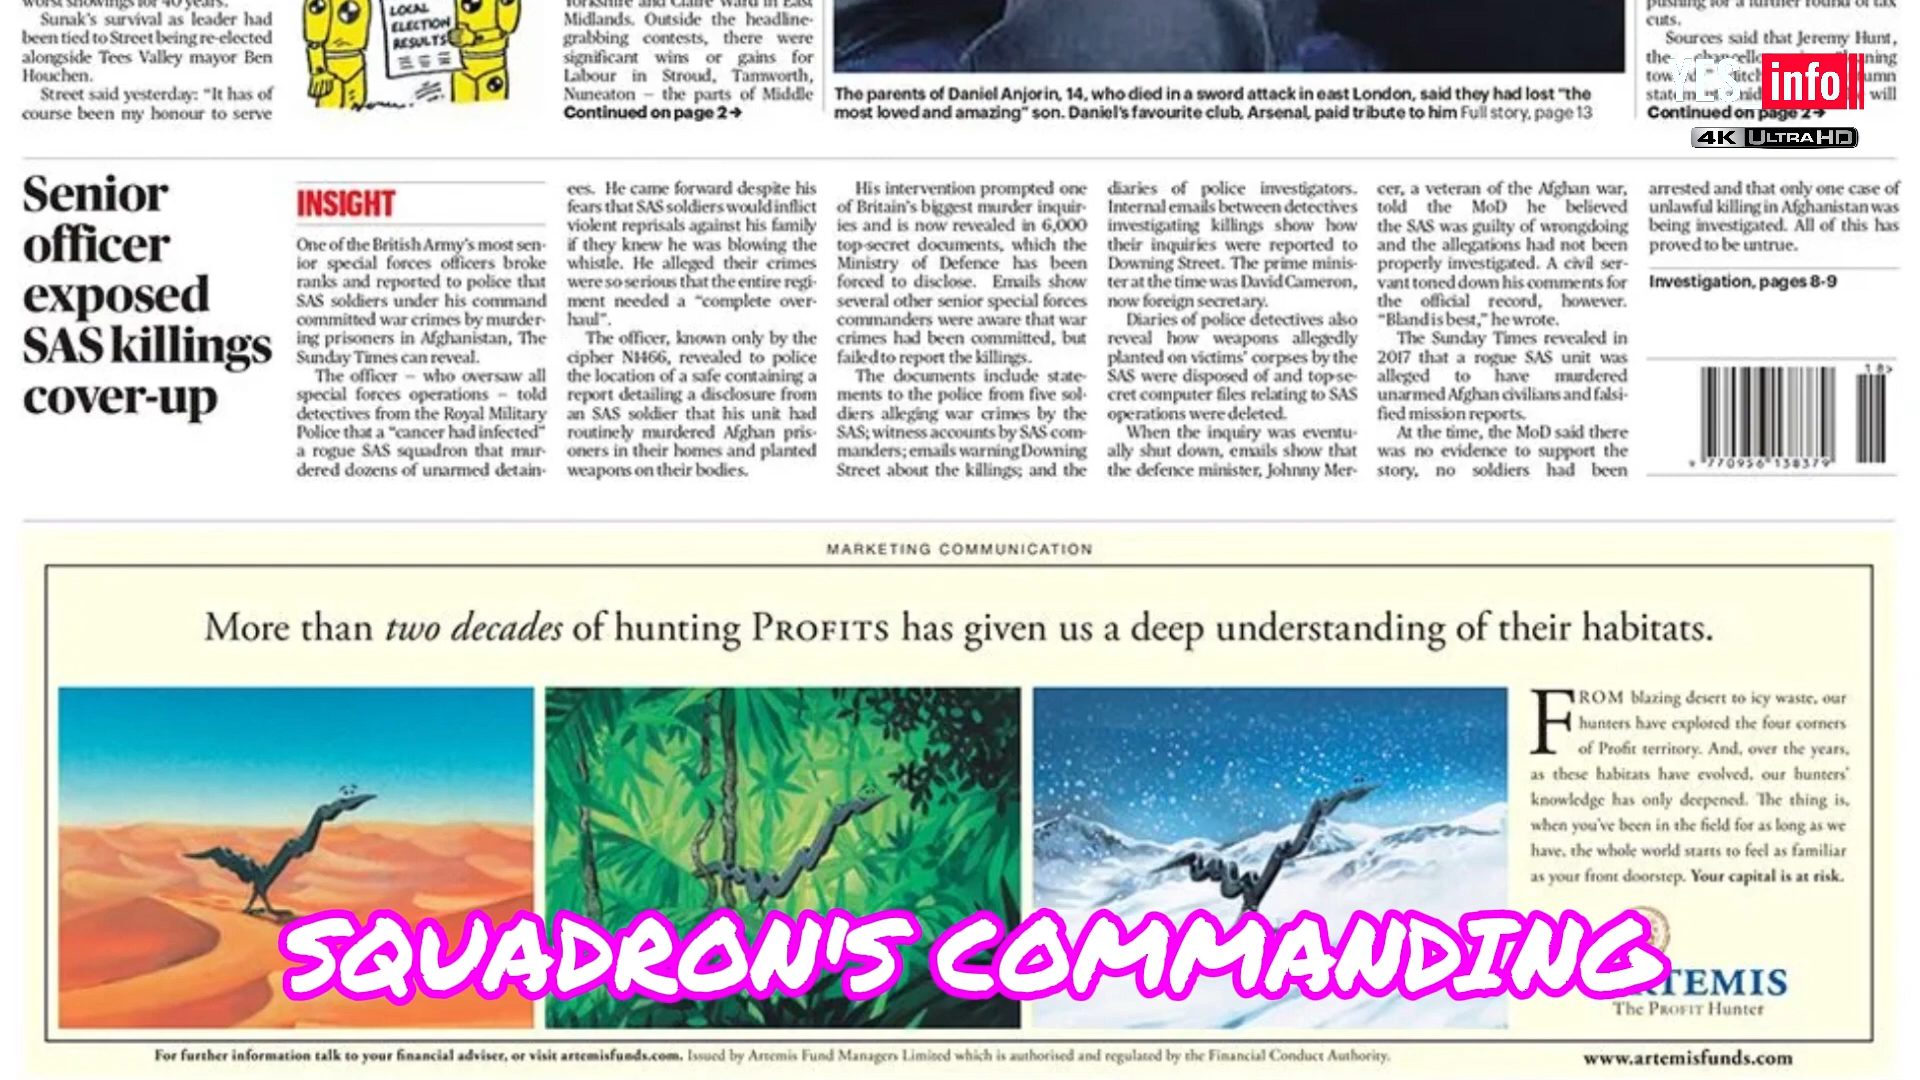 worst showings for 40 years.
Sunak's survival as leader had
been tied to Street being re-elected
alongside Tees Valley mayor Ben
Houchen.
Street said yesterday: "It has of
course been my honour to serve
LOCAL
ELECTION
RESULTS
Yorkshire and Claire Ward in East
Midlands. Outside the headline-
grabbing contests, there were
significant wins or gains for
Labour in Stroud, Tamworth,
Nuneaton – the parts of Middle
Continued on page 2→
The parents of Daniel Anjorin, 14, who died in a sword attack in east London, said they had lost "the
most loved and amazing" son. Daniel's favourite club, Arsenal, paid tribute to him Full story, page 13
pushing for a further round of tax
cuts.
Sources said that Jeremy Hunt,
the
will
Continued on page 2→
YES info
4K ULTRA HD
Senior
officer
exposed
SAS killings
cover-up
INSIGHT
One of the British Army's most sen-
ior special forces officers broke
ranks and reported to police that
SAS soldiers under his command
committed war crimes by murder-
ing prisoners in Afghanistan, The
Sunday Times can reveal.
The officer – who oversaw all
special forces operations – told
detectives from the Royal Military
Police that a "cancer had infected"
a rogue SAS squadron that mur-
dered dozens of unarmed detain-
ees. He came forward despite his
fears that SAS soldiers would inflict
violent reprisals against his family
if they knew he was blowing the
whistle. He alleged their crimes
were so serious that the entire regi-
ment needed a "complete over-
haul".
The officer, known only by the
cipher N1466, revealed to police
the location of a safe containing a
report detailing a disclosure from
an SAS soldier that his unit had
routinely murdered Afghan pris-
oners in their homes and planted
weapons on their bodies.
His intervention prompted one
of Britain's biggest murder inquir-
ies and is now revealed in 6,000
top-secret documents, which the
Ministry of Defence has been
forced to disclose. Emails show
several other senior special forces
commanders were aware that war
crimes had been committed, but
failed to report the killings.
The documents include state-
ments to the police from five sol-
diers alleging war crimes by the
SAS; witness accounts by SAS com-
manders; emails warning Downing
Street about the killings; and the
diaries of police investigators.
Internal emails between detectives
investigating killings show how
their inquiries were reported to
Downing Street. The prime minis-
ter at the time was David Cameron,
now foreign secretary.
Diaries of police detectives also
reveal how weapons allegedly
planted on victims' corpses by the
SAS were disposed of and top-se-
cret computer files relating to SAS
operations were deleted.
When the inquiry was eventu-
ally shut down, emails show that
the defence minister, Johnny Mer-
cer, a veteran of the Afghan war,
told the MoD he believed
the SAS was guilty of wrongdoing
and the allegations had not been
properly investigated. A civil ser-
vant toned down his comments for
the official record, however.
"Bland is best," he wrote.
The Sunday Times revealed in
2017 that a rogue SAS unit was
alleged to have murdered
unarmed Afghan civilians and falsi-
fied mission reports.
At the time, the MoD said there
was no evidence to support the
story, no soldiers had been
arrested and that only one case of
unlawful killing in Afghanistan was
being investigated. All of this has
proved to be untrue.
Investigation, pages 8-9
18>
9 770956 138379
MARKETING COMMUNICATION
More than two decades of hunting PROFITS has given us a deep understanding of their habitats.
FROM blazing desert to icy waste, our
hunters have explored the four corners
of Profit territory. And, over the years,
as these habitats have evolved, our hunters'
knowledge has only deepened. The thing is,
when you've been in the field for as long as we
have, the whole world starts to feel as familiar
as your front doorstep. Your capital is at risk.
SQUADRON'S COMMANDING
ARTEMIS
The PROFIT Hunter
For further information talk to your financial adviser, or visit artemisfunds.com. Issued by Artemis Fund Managers Limited which is authorised and regulated by the Financial Conduct Authority.
www.artemisfunds.com